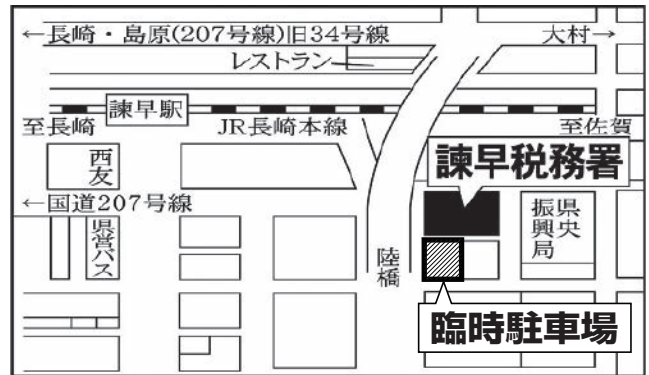 ←長崎・島原(207号線)旧34号線
大村→
レストラン
諫早駅
至長崎
JR長崎本線
至佐賀
西友
諫早税務署
←国道207号線
県営バス
県央
振興局
陸橋
臨時駐車場